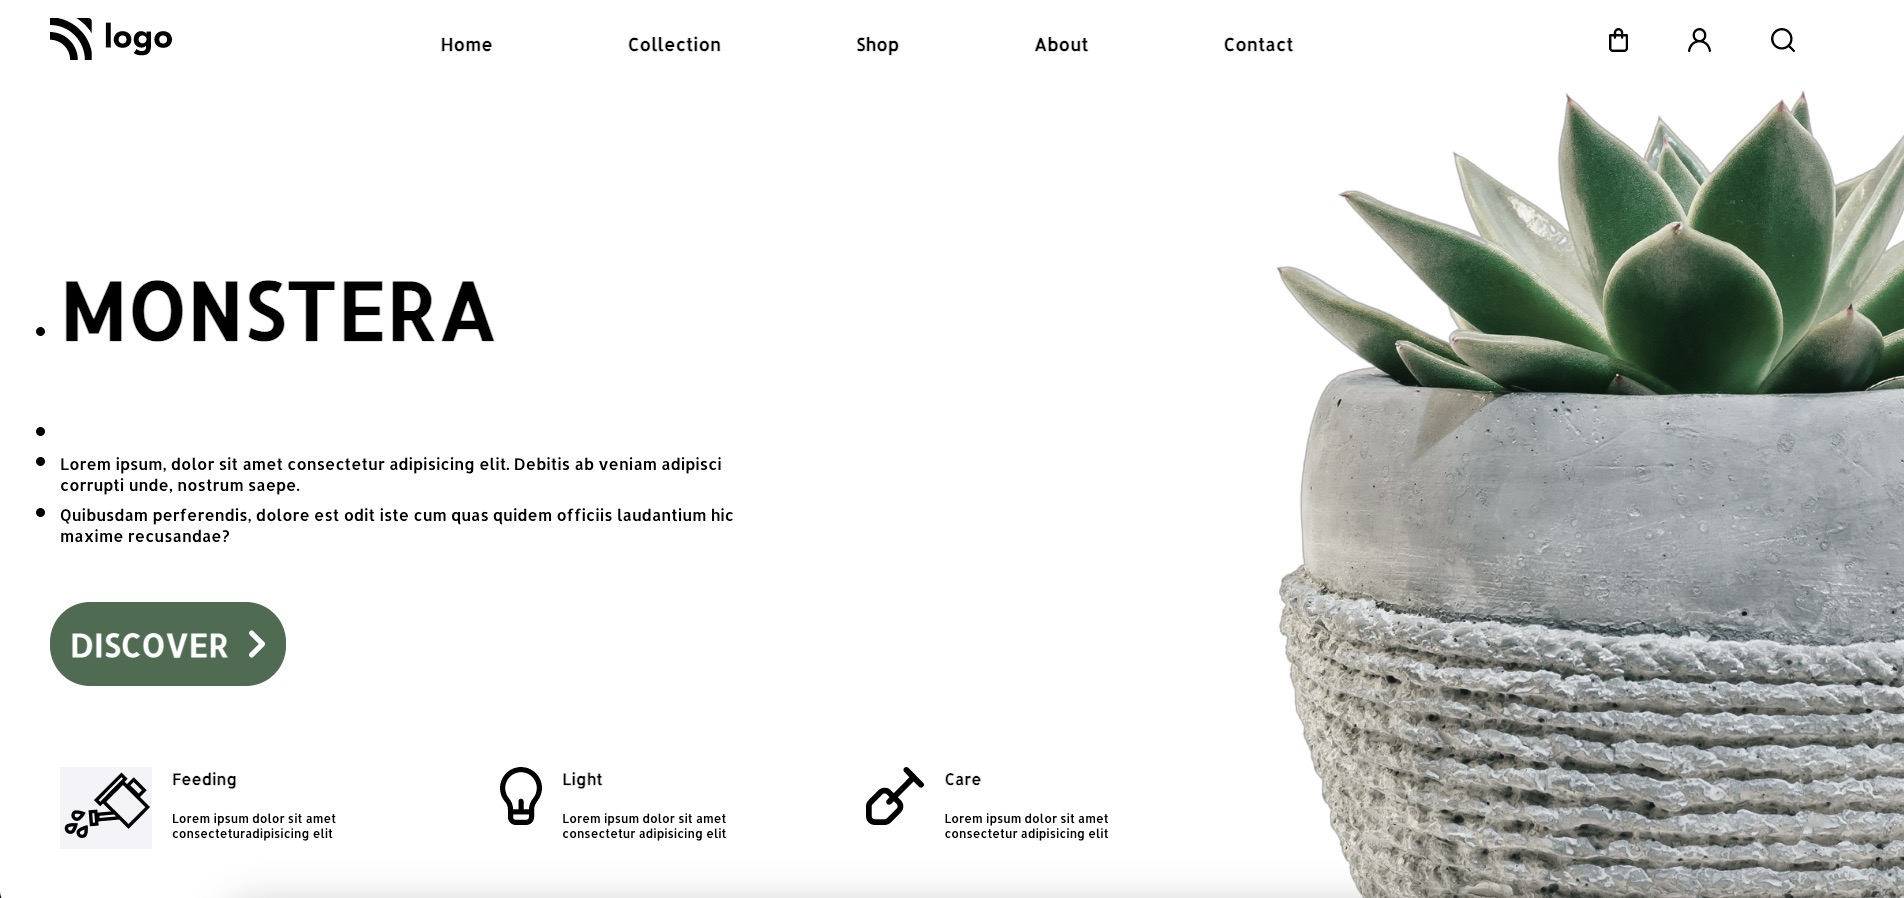 logo
Home
Collection
Shop
About
Contact
MONSTERA
Lorem ipsum, dolor sit amet consectetur adipisicing elit. Debitis ab veniam adipisci
corrupti unde, nostrum saepe.
Quibusdam perferendis, dolore est odit iste cum quas quidem officiis laudantium hic
maxime recusandae?
DISCOVER
Feeding
Lorem ipsum dolor sit amet
consecteturadipisicing elit
Light
Lorem ipsum dolor sit amet
consectetur adipisicing elit
Care
Lorem ipsum dolor sit amet
consectetur adipisicing elit